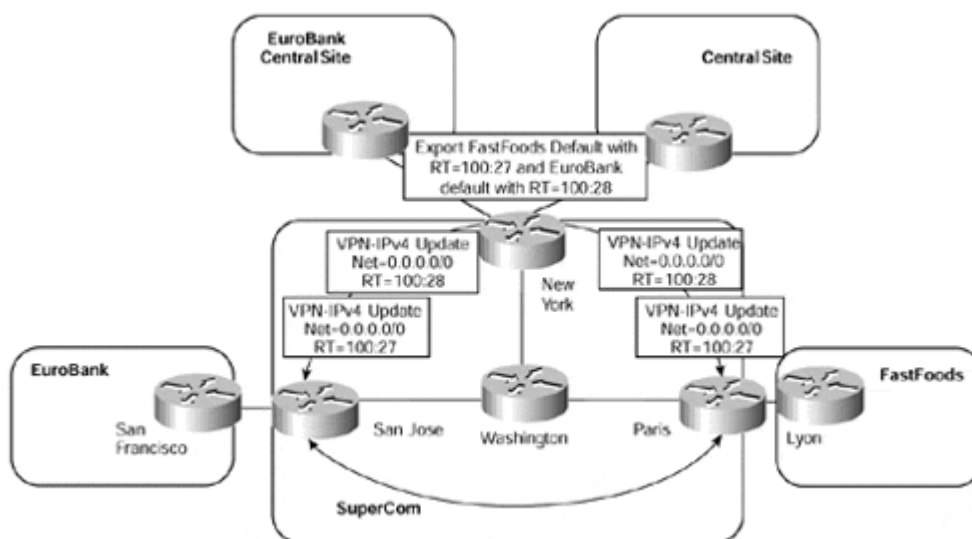 EuroBank
Central Site
Central Site
Export FastFoods Default with
RT=100:27 and EuroBank
default with RT=100:28
VPN-IPv4 Update
Net=0.0.0.0/0
RT=100:28
VPN-IPv4 Update
Net=0.0.0.0/0
RT=100:28
New
York
VPN-IPv4 Update
Net=0.0.0.0/0
RT=100:27
VPN-IPv4 Update
Net=0.0.0.0/0
RT=100:27
EuroBank
FastFoods
San
Francisco
San Jose
Washington
Paris
Lyon
SuperCom